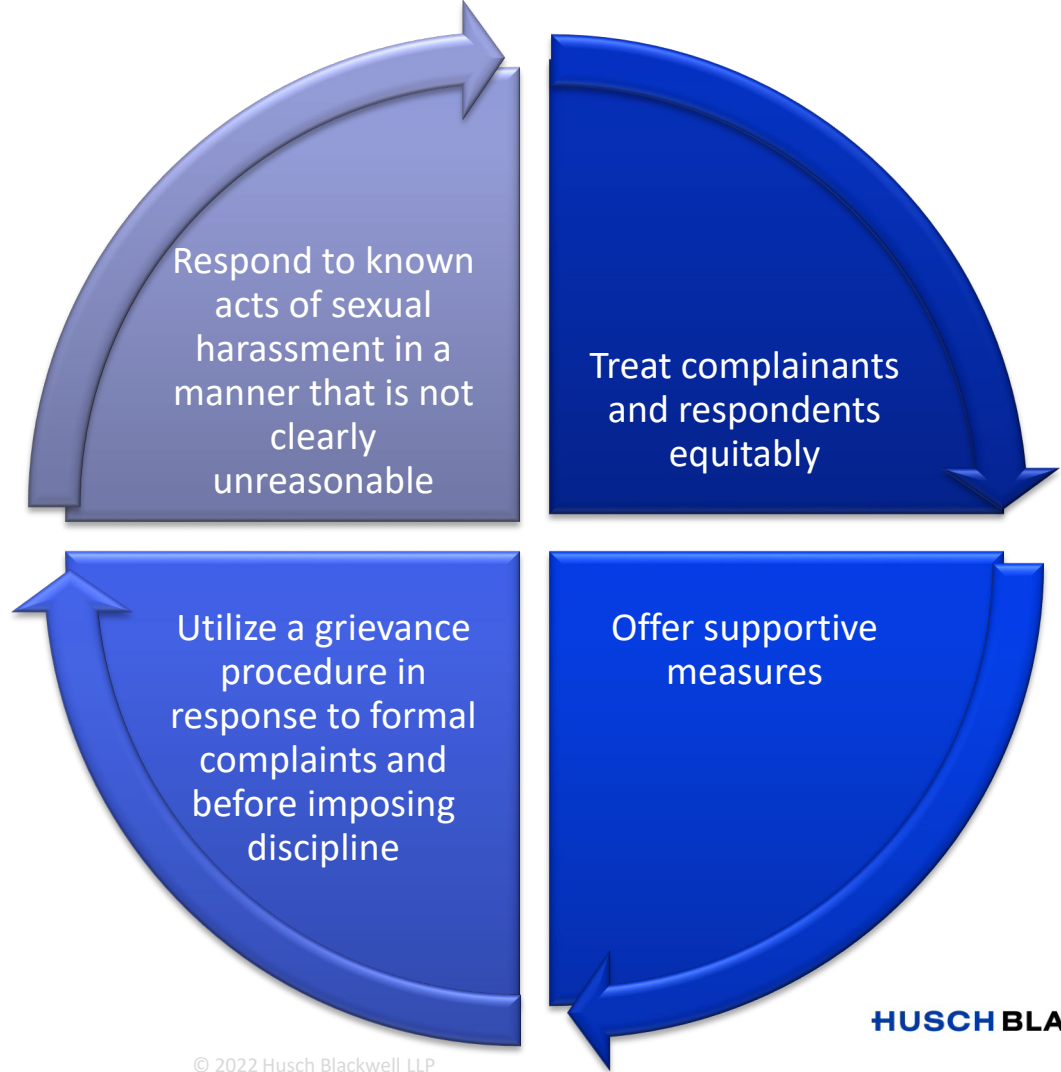 Respond to known
acts of sexual
harassment in a
manner that is not
clearly
unreasonable
Treat complainants
and respondents
equitably
Utilize a grievance
procedure in
response to formal
complaints and
before imposing
discipline
Offer supportive
measures
HUSCH BLA
© 2022 Husch Blackwell LLP